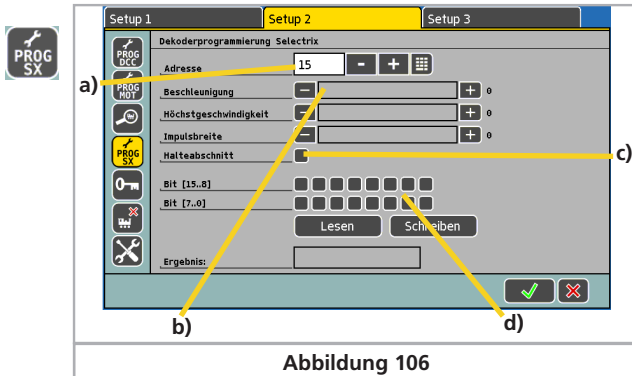 Setup 1 Setup 2 Setup 3
PROG
SX
PROG
DCC
PROG
MOT
PROG
SX
Dekoderprogrammierung Selectrix
a)
Adresse 15 - +
Beschleunigung - + 0
Höchstgeschwindigkeit - + 0
Impulsbreite - + 0
Halteabschnitt
c)
Bit [15..8]
Bit [7..0]
Lesen Schreiben
Ergebnis:
b) d)
Abbildung 106